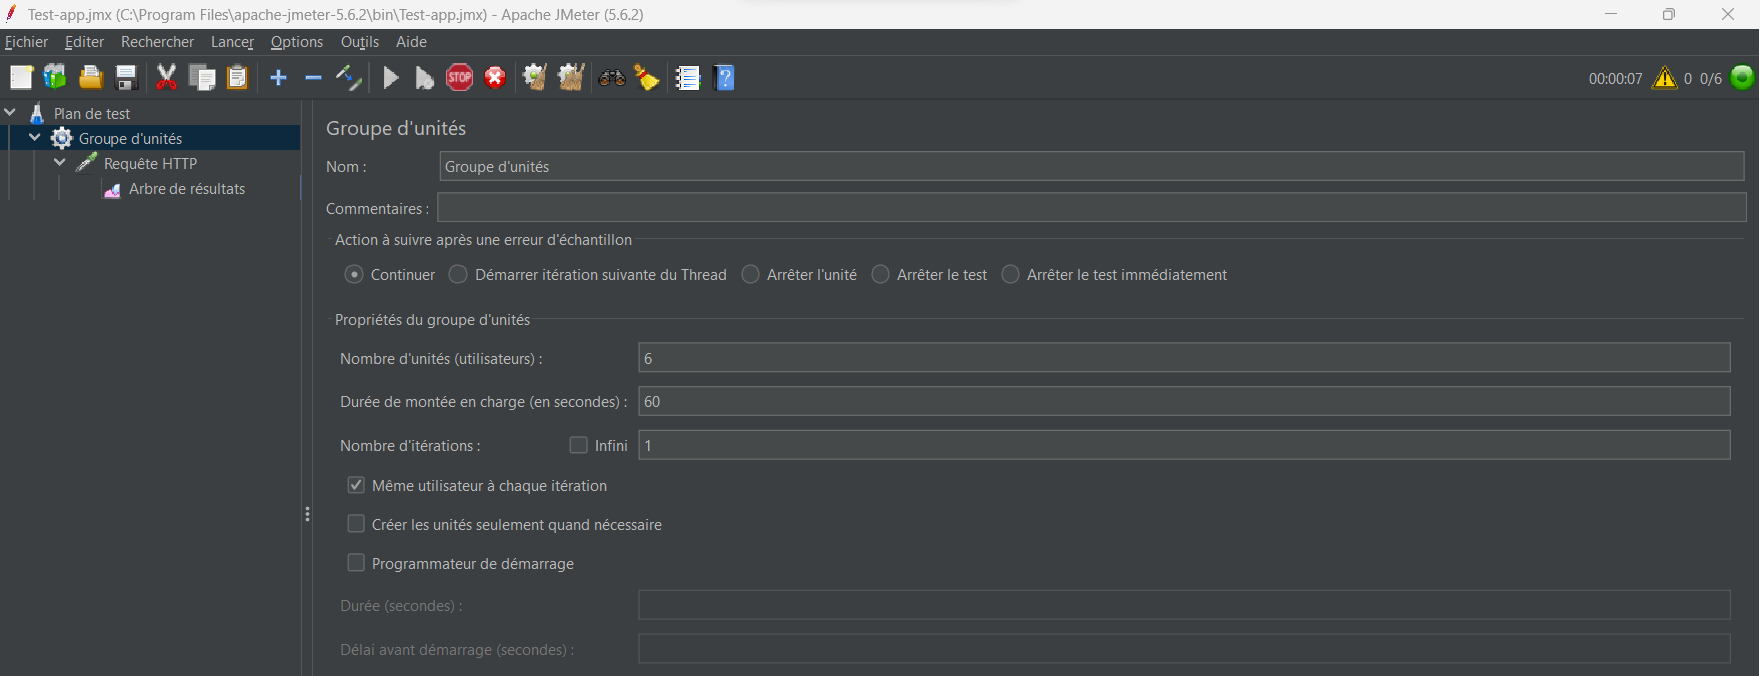 Test-app.jmx (C:\Program Files\apache-jmeter-5.6.2\bin\Test-app.jmx) - Apache JMeter (5.6.2)
Fichier Editer Rechercher Lancer Options Outils Aide
STOP ? 00:00:07 0 0/6
Plan de test
Groupe d'unités
Requête HTTP
Arbre de résultats
Groupe d'unités
Nom : Groupe d'unités
Commentaires :
Action à suivre après une erreur d'échantillon
Continuer Démarrer itération suivante du Thread Arrêter l'unité Arrêter le test Arrêter le test immédiatement
Propriétés du groupe d'unités
Nombre d'unités (utilisateurs) : 6
Durée de montée en charge (en secondes) : 60
Nombre d'itérations : Infini 1
Même utilisateur à chaque itération
Créer les unités seulement quand nécessaire
Programmateur de démarrage
Durée (secondes) :
Délai avant démarrage (secondes) :